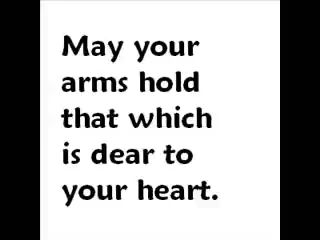 May your
arms hold
that which
is dear to
your heart.